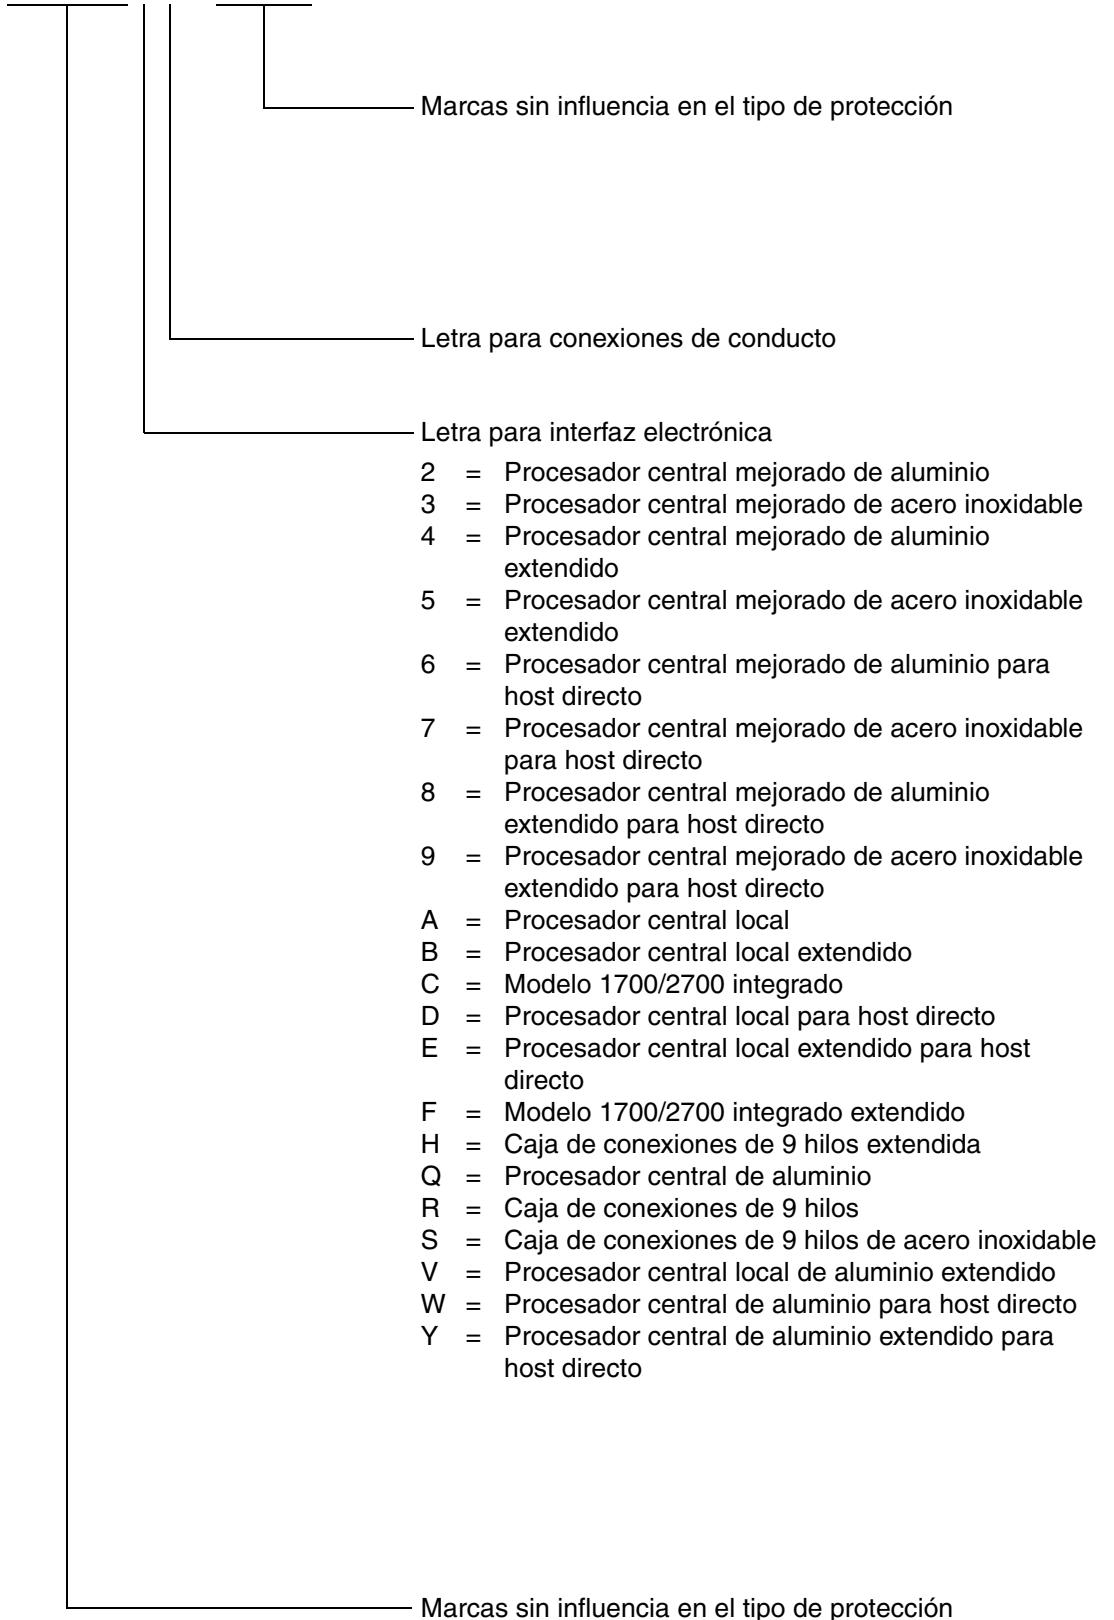 Marcas sin influencia en el tipo de protección
Letra para conexiones de conducto
Letra para interfaz electrónica
2 = Procesador central mejorado de aluminio
3 = Procesador central mejorado de acero inoxidable
4 = Procesador central mejorado de aluminio
extendido
5 = Procesador central mejorado de acero inoxidable
extendido
6 = Procesador central mejorado de aluminio para
host directo
7 = Procesador central mejorado de acero inoxidable
para host directo
8 = Procesador central mejorado de aluminio
extendido para host directo
9 = Procesador central mejorado de acero inoxidable
extendido para host directo
A = Procesador central local
B = Procesador central local extendido
C = Modelo 1700/2700 integrado
D = Procesador central local para host directo
E = Procesador central local extendido para host
directo
F = Modelo 1700/2700 integrado extendido
H = Caja de conexiones de 9 hilos extendida
Q = Procesador central de aluminio
R = Caja de conexiones de 9 hilos
S = Caja de conexiones de 9 hilos de acero inoxidable
V = Procesador central local de aluminio extendido
W = Procesador central de aluminio para host directo
Y = Procesador central de aluminio extendido para
host directo
Marcas sin influencia en el tipo de protección